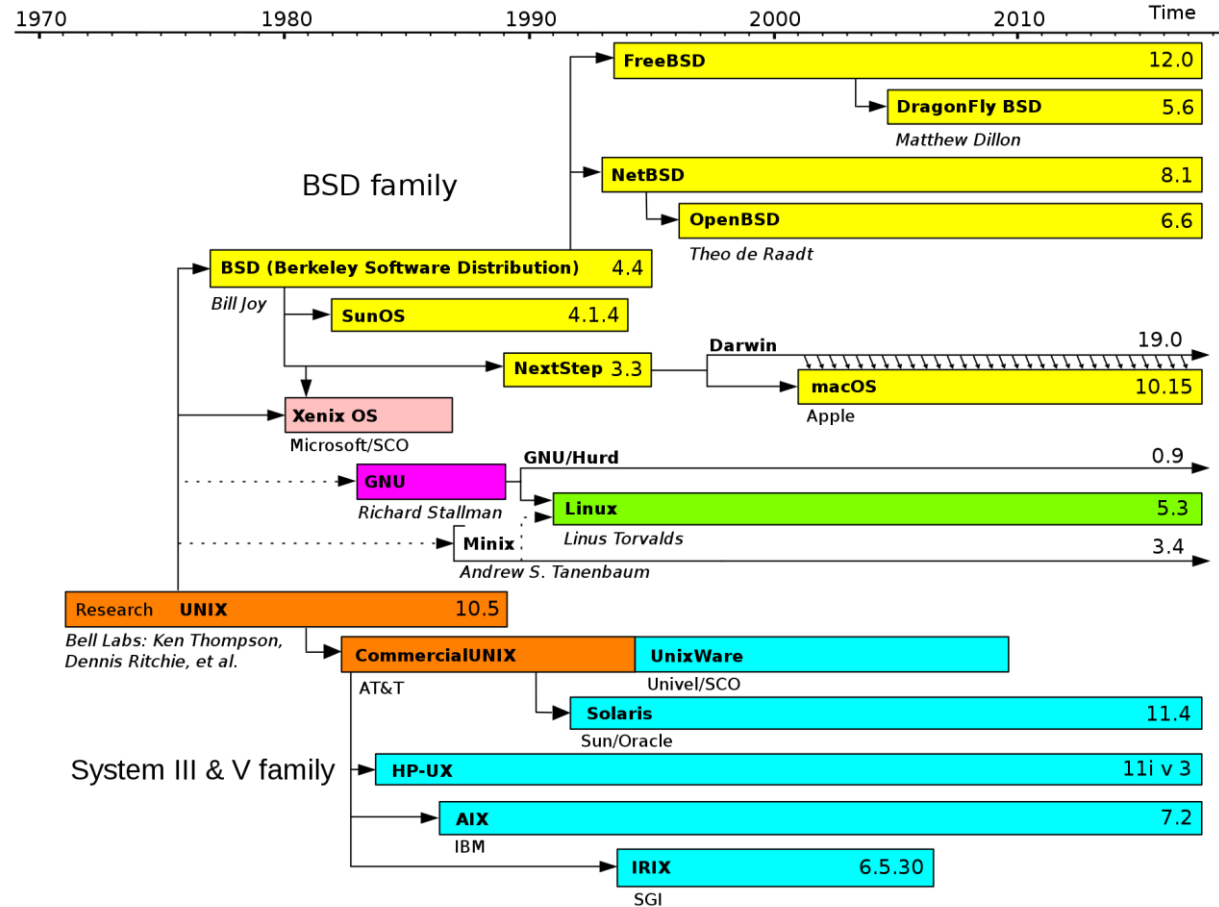 1970 1980 1990 2000 2010 Time
FreeBSD 12.0
DragonFly BSD 5.6
Matthew Dillon
BSD family
NetBSD 8.1
OpenBSD 6.6
Theo de Raadt
BSD (Berkeley Software Distribution) 4.4
Bill Joy
SunOS 4.1.4
Darwin 19.0
NextStep 3.3
macOS 10.15
Apple
Xenix OS
Microsoft/SCO
GNU/Hurd 0.9
GNU
Richard Stallman
Linux 5.3
Linus Torvalds
Minix 3.4
Andrew S. Tanenbaum
Research UNIX 10.5
Bell Labs: Ken Thompson,
Dennis Ritchie, et al.
CommercialUNIX UnixWare
AT&T Univel/SCO
Solaris 11.4
Sun/Oracle
System III & V family
HP-UX 11i v 3
AIX 7.2
IBM
IRIX 6.5.30
SGI